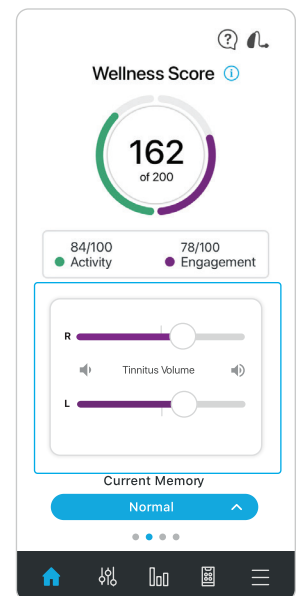 Wellness Score
162
of 200
84/100
Activity
78/100
Engagement
R
Tinnitus Volume
L
Current Memory
Normal